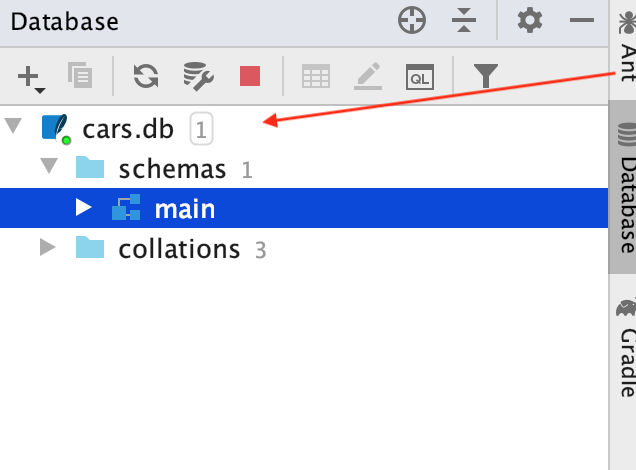 Database
QL
cars.db 1
schemas 1
main
collations 3
Ant
Database
Gradle